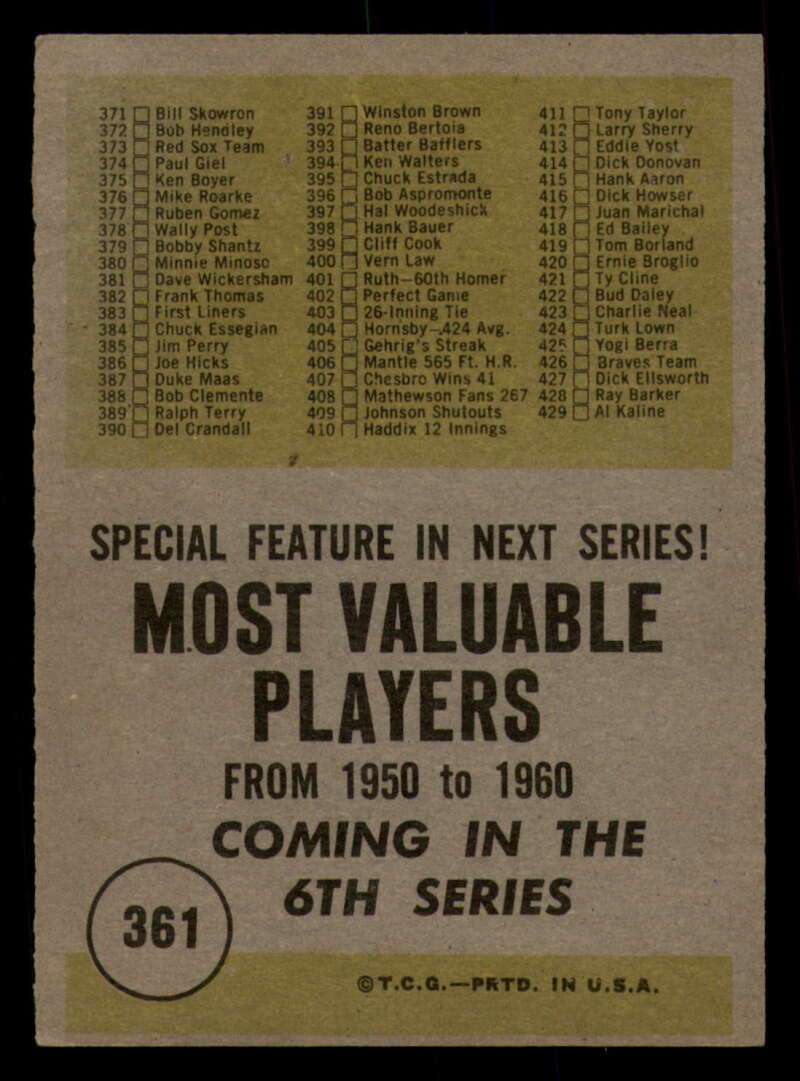 371 Bill Skowron
372 Bob Hendley
373 Red Sox Team
374 Paul Giel
375 Ken Boyer
376 Mike Roarke
377 Ruben Gomez
378 Wally Post
379 Bobby Shantz
380 Minnie Minoso
381 Dave Wickersham
382 Frank Thomas
383 First Liners
384 Chuck Essegian
385 Jim Perry
386 Joe Hicks
387 Duke Maas
388 Bob Clemente
389 Ralph Terry
390 Del Crandall
391 Winston Brown
392 Reno Bertoia
393 Batter Bafflers
394 Ken Walters
395 Chuck Estrada
396 Bob Aspromonte
397 Hal Woodeshick
398 Hank Bauer
399 Cliff Cook
400 Vern Law
401 Ruth—60th Homer
402 Perfect Game
403 26-Inning Tie
404 Hornsby—.424 Avg.
405 Gehrig's Streak
406 Mantle 565 Ft. H.R.
407 Chesbro Wins 41
408 Mathewson Fans 267
409 Johnson Shutouts
410 Haddix 12 Innings
411 Tony Taylor
412 Larry Sherry
413 Eddie Yost
414 Dick Donovan
415 Hank Aaron
416 Dick Howser
417 Juan Marichal
418 Ed Bailey
419 Tom Borland
420 Ernie Broglio
421 Ty Cline
422 Bud Daley
423 Charlie Neal
424 Turk Lown
425 Yogi Berra
426 Braves Team
427 Dick Ellsworth
428 Ray Barker
429 Al Kaline
SPECIAL FEATURE IN NEXT SERIES!
MOST VALUABLE
PLAYERS
FROM 1950 to 1960
COMING IN THE
6TH SERIES
361
©T.C.G.—PRTD. IN U.S.A.